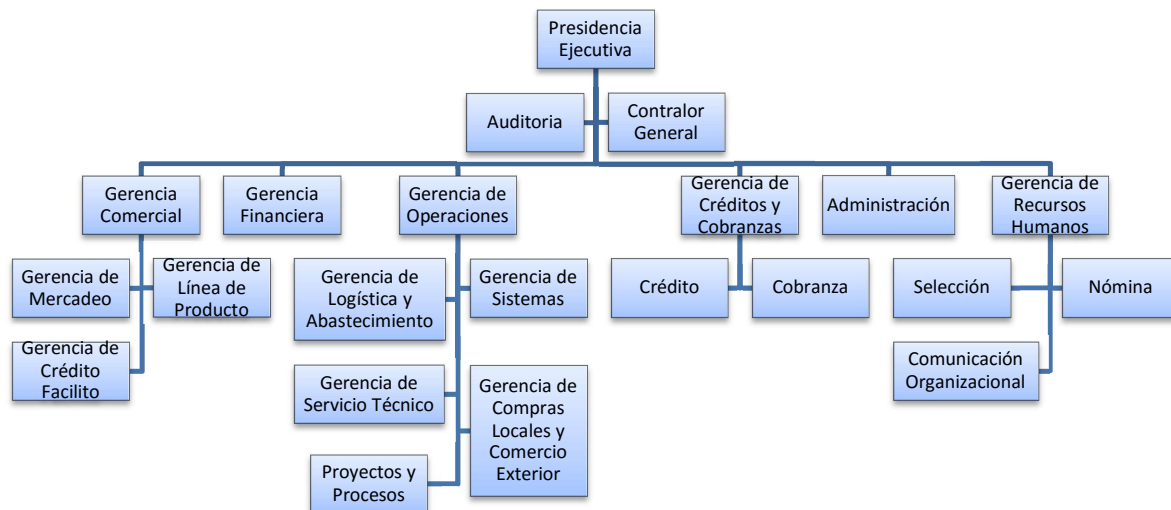 Presidencia
Ejecutiva
Auditoria
Contralor
General
Gerencia
Comercial
Gerencia
Financiera
Gerencia de
Operaciones
Gerencia de
Créditos y
Cobranzas
Administración
Gerencia de
Recursos
Humanos
Gerencia de
Mercadeo
Gerencia de
Línea de
Producto
Gerencia de
Logística y
Abastecimiento
Gerencia
de
Sistemas
Crédito
Cobranza
Selección
Nómina
Gerencia de
Crédito
Facilito
Gerencia de
Servicio Técnico
Gerencia de
Compras
Locales y
Comercio
Exterior
Comunicación
Organizacional
Proyectos y
Procesos